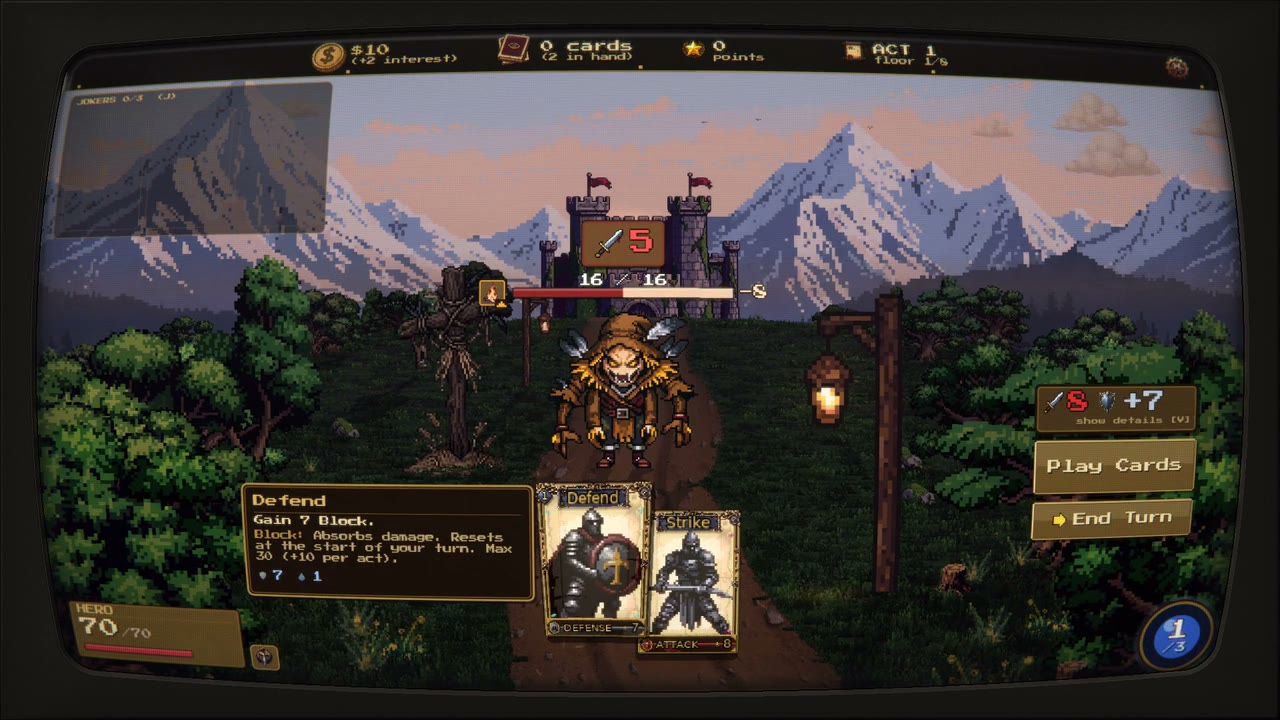 $10
(+2 interest)
0 cards
(2 in hand)
0
points
ACT 1
floor 1/8
JOKERS 0/3 (J)
5
16 16
-8
8 +7
show details [V]
Play Cards
End Turn
Defend
Gain 7 Block.
Block: Absorbs damage. Resets
at the start of your turn. Max
30 (+10 per act).
7 1
1 Defend
DEFENSE 7
Strike
ATTACK 8
HERO
70 /70
1
/3